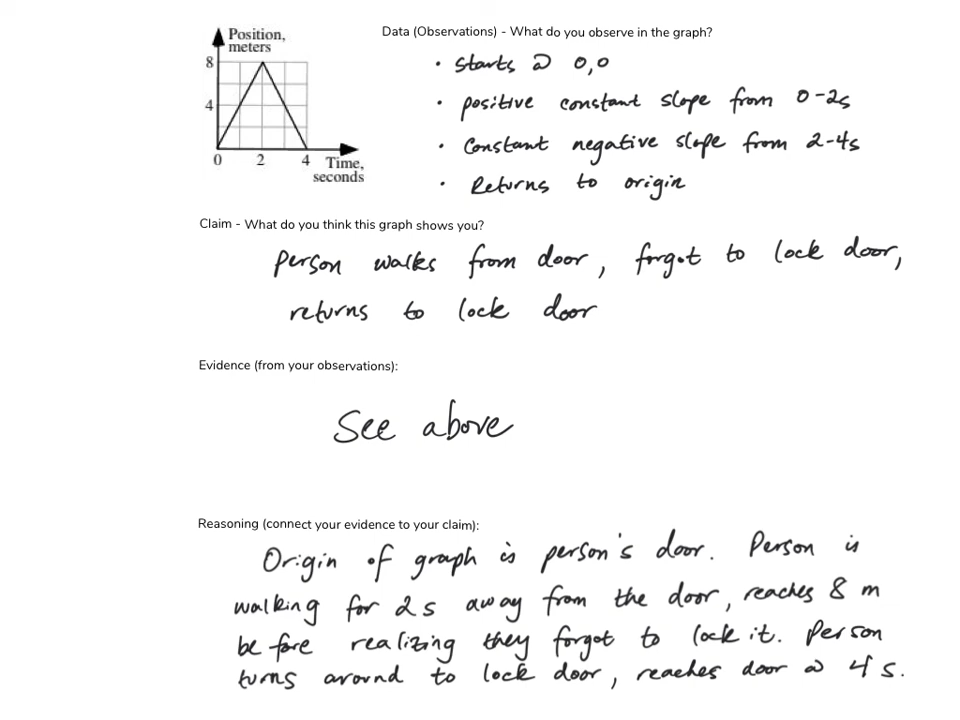 Position,
meters
8
4
0 2 4 Time,
seconds
Data (Observations) - What do you observe in the graph?
• Starts @ 0,0
• positive constant slope from 0-2s
• Constant negative slope from 2-4s
• Returns to origin
Claim - What do you think this graph shows you?
Person walks from door, forgot to lock door,
returns to lock door
Evidence (from your observations):
See above
Reasoning (connect your evidence to your claim):
Origin of graph is person's door. Person is
walking for 2s away from the door, reaches 8 m
before realizing they forgot to lock it. Person
turns around to lock door, reaches door @ 4s.